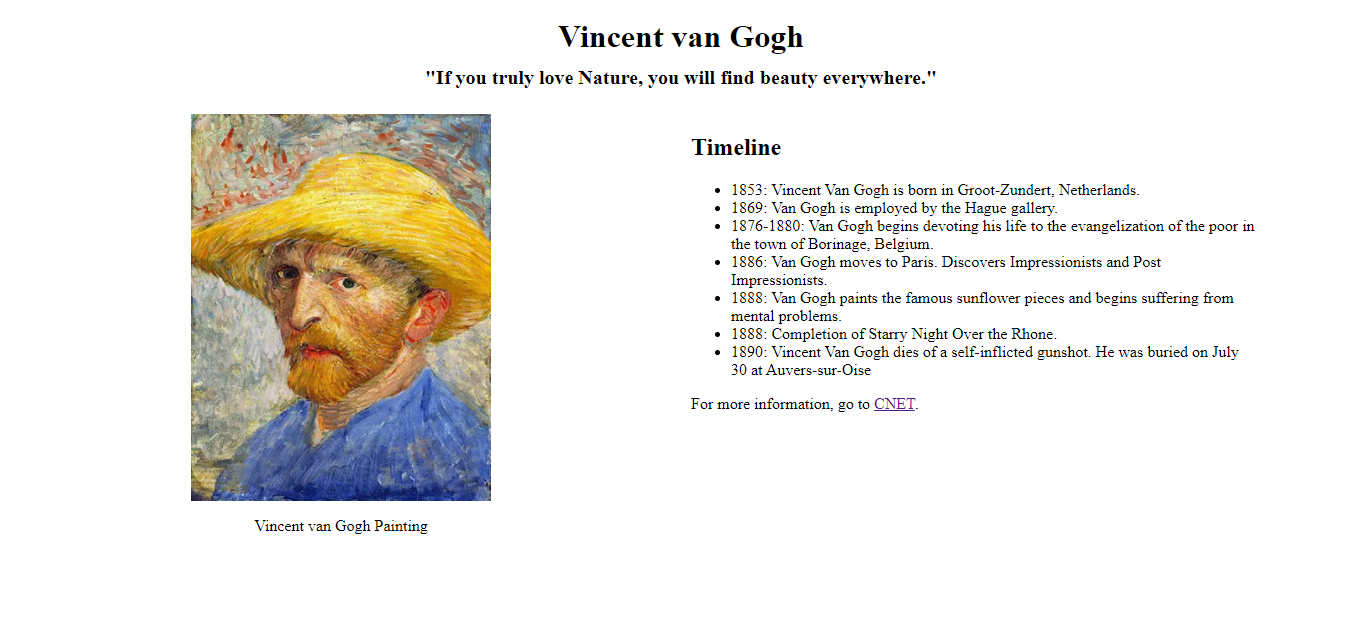 Vincent van Gogh
"If you truly love Nature, you will find beauty everywhere."
Timeline
• 1853: Vincent Van Gogh is born in Groot-Zundert, Netherlands.
• 1869: Van Gogh is employed by the Hague gallery.
• 1876-1880: Van Gogh begins devoting his life to the evangelization of the poor in
the town of Borinage, Belgium.
• 1886: Van Gogh moves to Paris. Discovers Impressionists and Post
Impressionists.
• 1888: Van Gogh paints the famous sunflower pieces and begins suffering from
mental problems.
• 1888: Completion of Starry Night Over the Rhone.
• 1890: Vincent Van Gogh dies of a self-inflicted gunshot. He was buried on July
30 at Auvers-sur-Oise
For more information, go to CNET.
Vincent van Gogh Painting